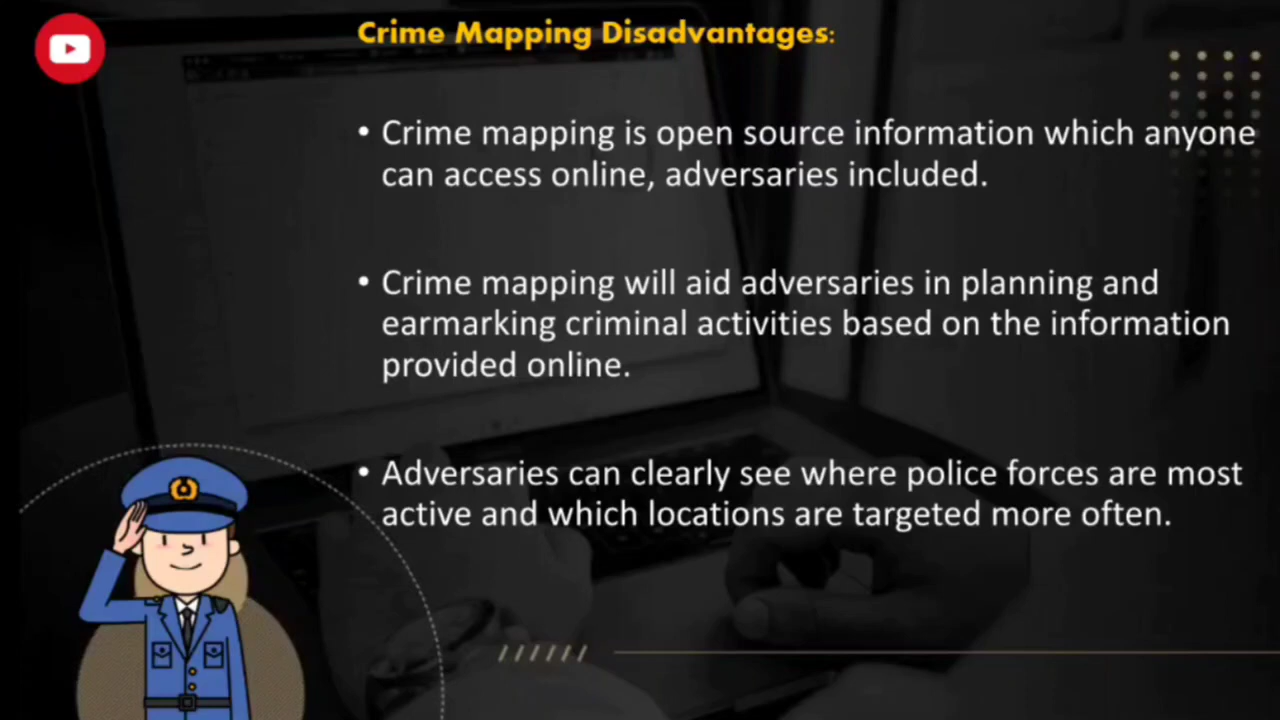 Crime Mapping Disadvantages:
• Crime mapping is open source information which anyone
can access online, adversaries included.
• Crime mapping will aid adversaries in planning and
earmarking criminal activities based on the information
provided online.
• Adversaries can clearly see where police forces are most
active and which locations are targeted more often.